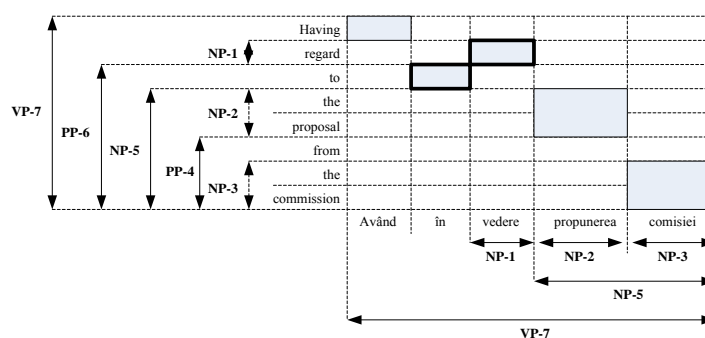 Having
NP-1 regard
to
VP-7 PP-6 NP-5 NP-2 the
proposal
PP-4 from
NP-3 the
commission
Având în vedere propunerea comisiei
NP-1 NP-2 NP-3
NP-5
VP-7